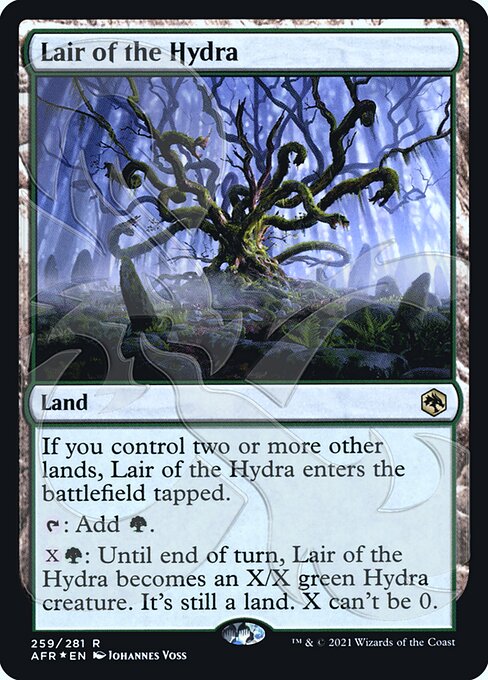 Lair of the Hydra
Land
If you control two or more other
lands, Lair of the Hydra enters the
battlefield tapped.
: Add .
X: Until end of turn, Lair of the
Hydra becomes an X/X green Hydra
creature. It's still a land. X can't be 0.
259/281 R
AFR ★ EN Johannes Voss
™ & © 2021 Wizards of the Coast